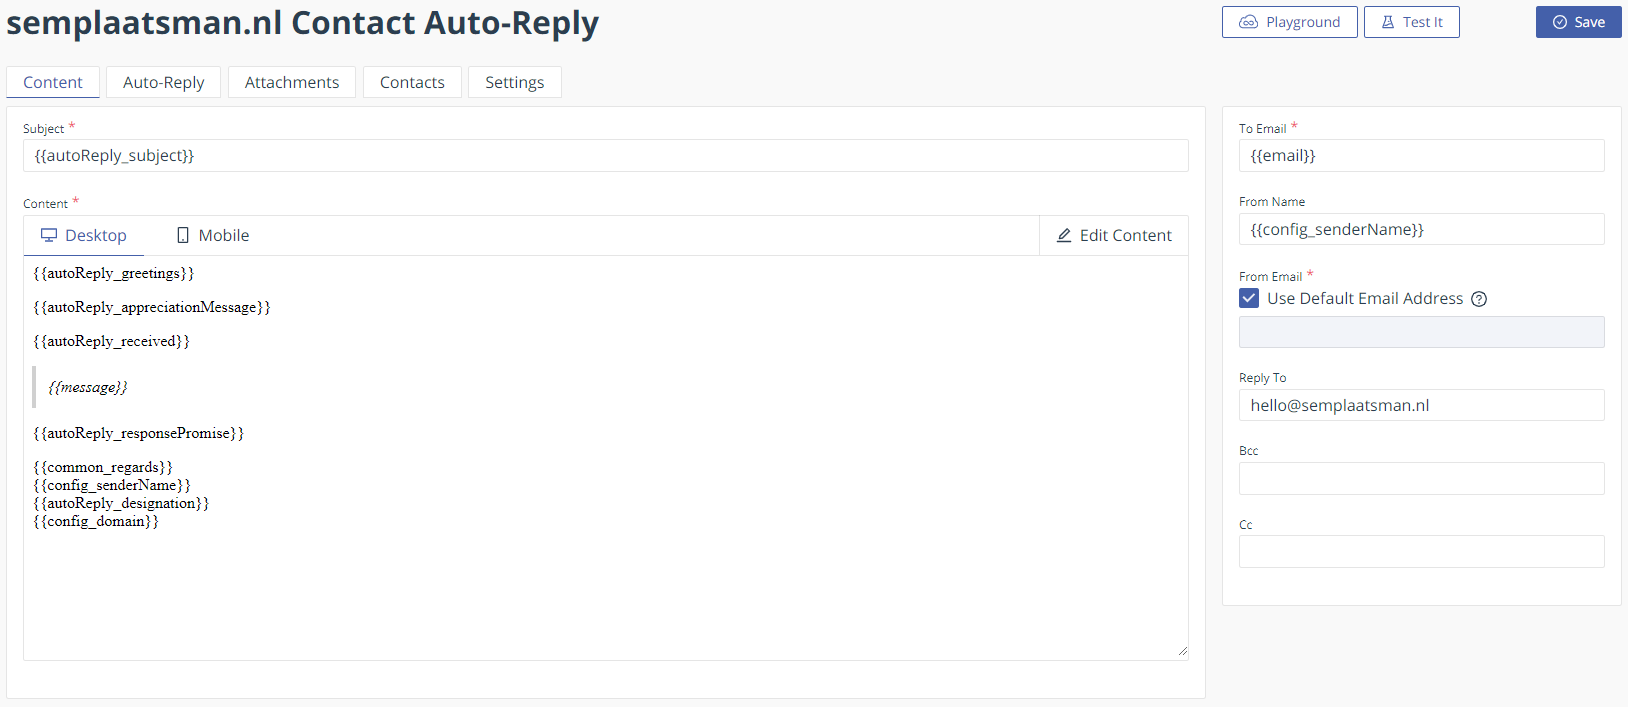 semplaatsman.nl Contact Auto-Reply
Playground
Test It
Save
Content
Auto-Reply
Attachments
Contacts
Settings
Subject *
{{autoReply_subject}}
Content *
Desktop
Mobile
Edit Content
{{autoReply_greetings}}
{{autoReply_appreciationMessage}}
{{autoReply_received}}
{{message}}
{{autoReply_responsePromise}}
{{common_regards}}
{{config_senderName}}
{{autoReply_designation}}
{{config_domain}}
To Email *
{{email}}
From Name
{{config_senderName}}
From Email *
Use Default Email Address
Reply To
hello@semplaatsman.nl
Bcc
Cc